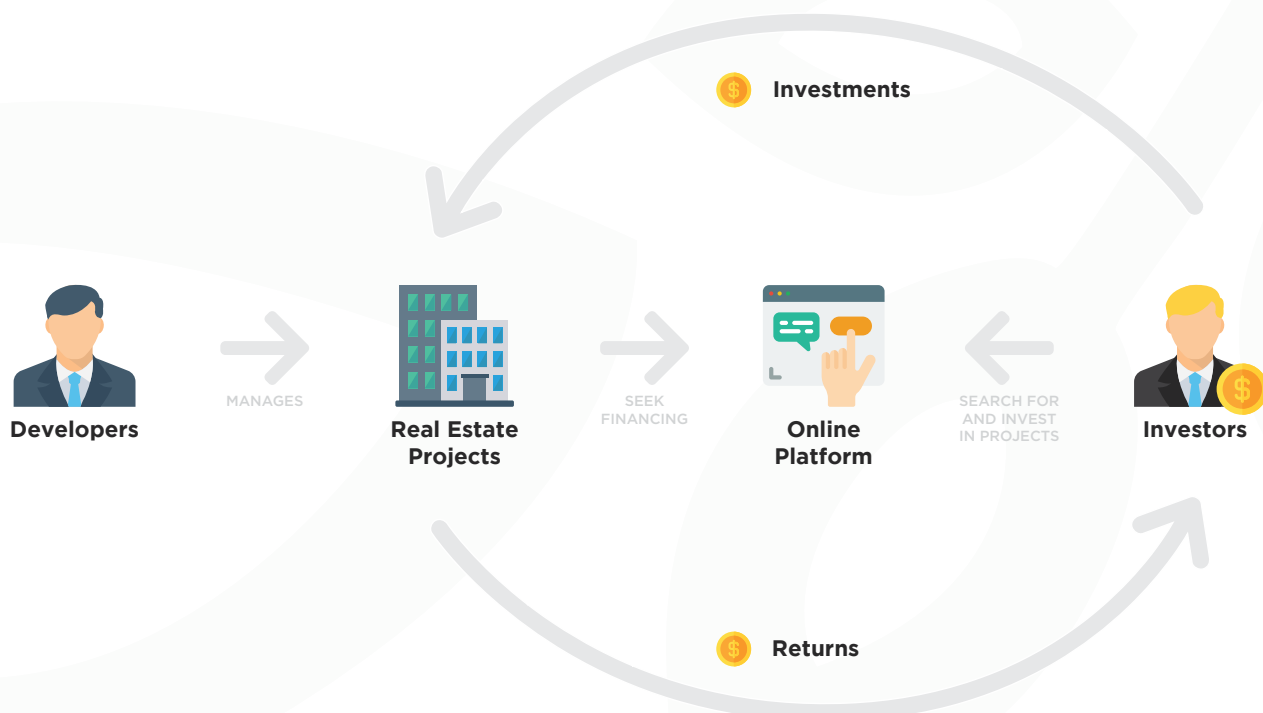 Investments
MANAGES
SEEK
FINANCING
SEARCH FOR
AND INVEST
IN PROJECTS
Developers
Real Estate
Projects
Online
Platform
Investors
Returns